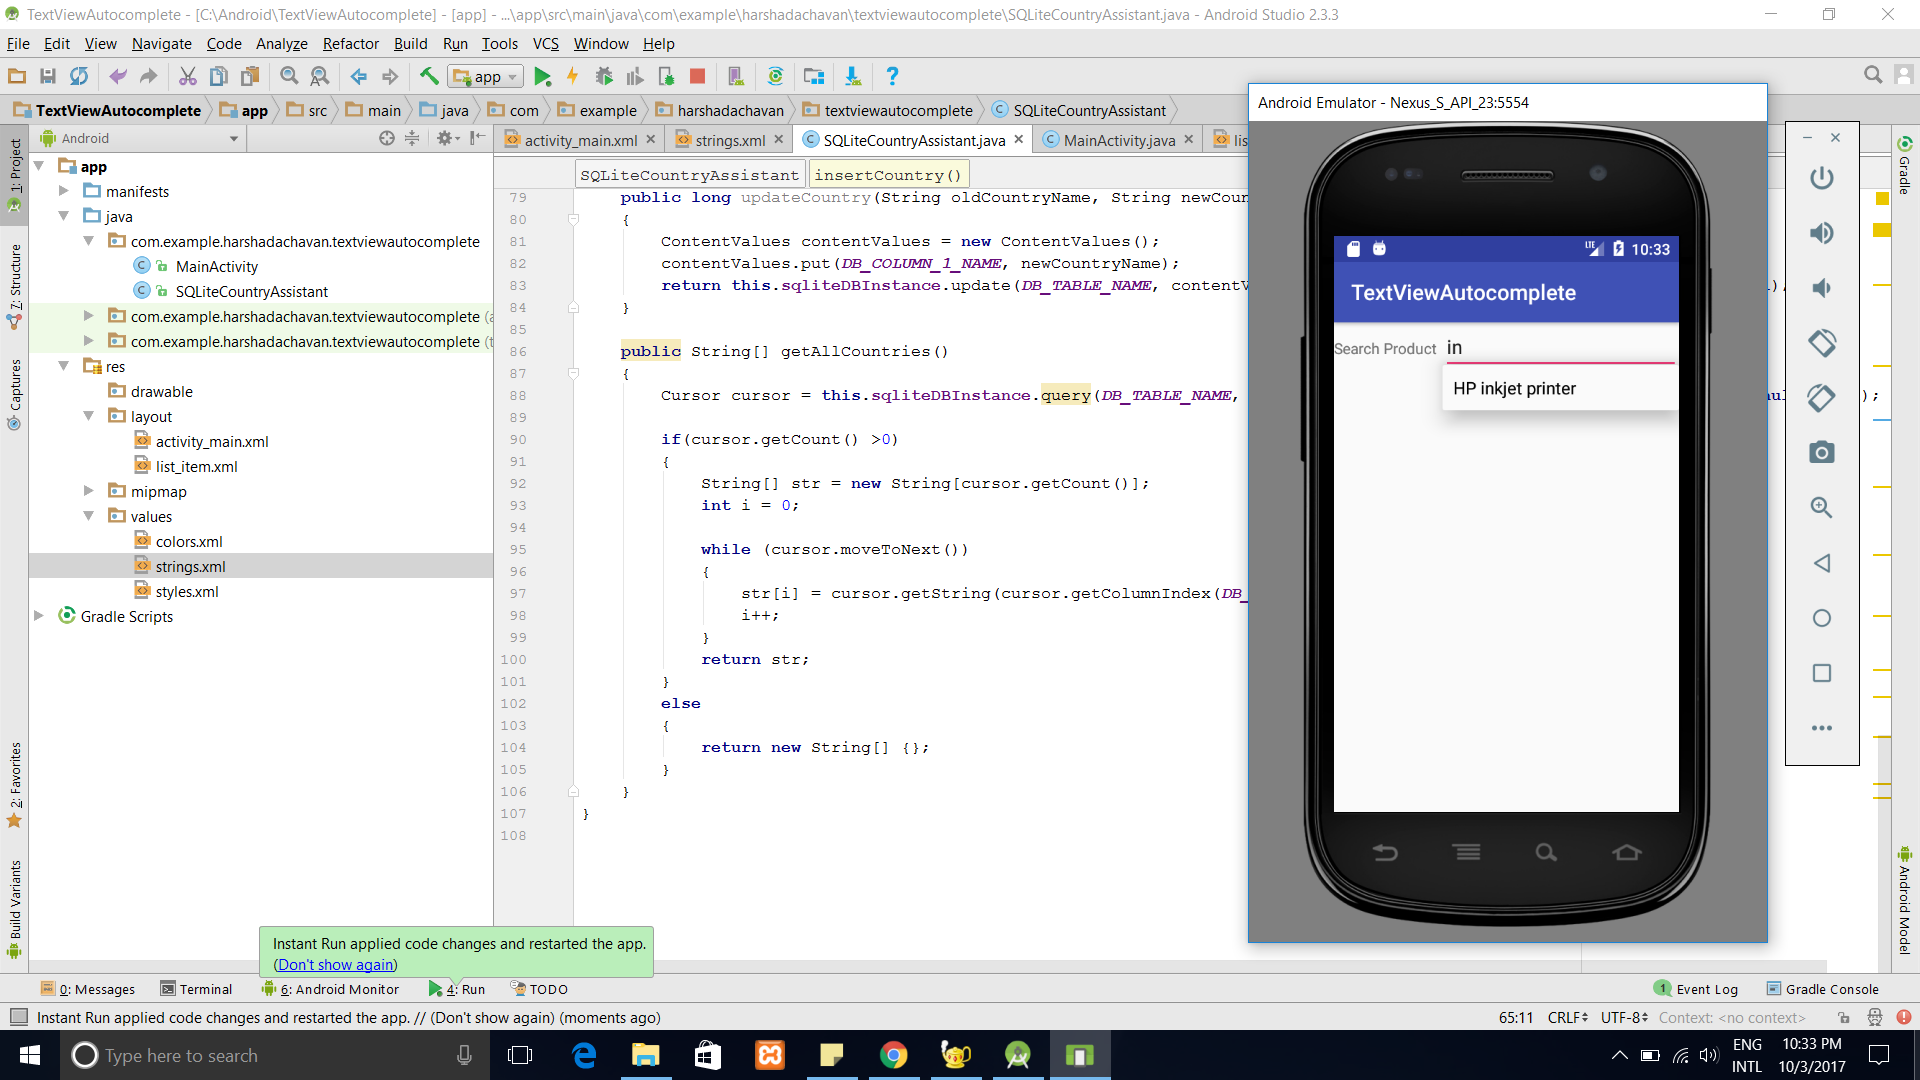 TextViewAutocomplete - [C:\Android\TextViewAutocomplete] - [app] - ...\app\src\main\java\com\example\harshadachavan\textviewautocomplete\SQLiteCountryAssistant.java - Android Studio 2.3.3
File Edit View Navigate Code Analyze Refactor Build Run Tools VCS Window Help
app
TextViewAutocomplete app src main java com example harshadachavan textviewautocomplete SQLiteCountryAssistant
Android
activity_main.xml strings.xml SQLiteCountryAssistant.java MainActivity.java lis
1: Project
7: Structure
Captures
2: Favorites
Build Variants
app
manifests
java
com.example.harshadachavan.textviewautocomplete
MainActivity
SQLiteCountryAssistant
com.example.harshadachavan.textviewautocomplete (a
com.example.harshadachavan.textviewautocomplete (t
res
drawable
layout
activity_main.xml
list_item.xml
mipmap
values
colors.xml
strings.xml
styles.xml
Gradle Scripts
SQLiteCountryAssistant insertCountry()
79 public long updateCountry(String oldCountryName, String newCoun
80 {
81 ContentValues contentValues = new ContentValues();
82 contentValues.put(DB_COLUMN_1_NAME, newCountryName);
83 return this.sqliteDBInstance.update(DB_TABLE_NAME, contentV
84 }
85
86 public String[] getAllCountries()
87 {
88 Cursor cursor = this.sqliteDBInstance.query(DB_TABLE_NAME,
89
90 if(cursor.getCount() >0)
91 {
92 String[] str = new String[cursor.getCount()];
93 int i = 0;
94
95 while (cursor.moveToNext())
96 {
97 str[i] = cursor.getString(cursor.getColumnIndex(DB_
98 i++;
99 }
100 return str;
101 }
102 else
103 {
104 return new String[] {};
105 }
106 }
107 }
108
Android Emulator - Nexus_S_API_23:5554
LTE 10:33
TextViewAutocomplete
Search Product in
HP inkjet printer
Gradle
Android Model
Instant Run applied code changes and restarted the app.
(Don't show again)
0: Messages Terminal 6: Android Monitor 4: Run TODO 1 Event Log Gradle Console
Instant Run applied code changes and restarted the app. // (Don't show again) (moments ago) 65:11 CRLF UTF-8 Context: <no context>
Type here to search
ENG
INTL
10:33 PM
10/3/2017